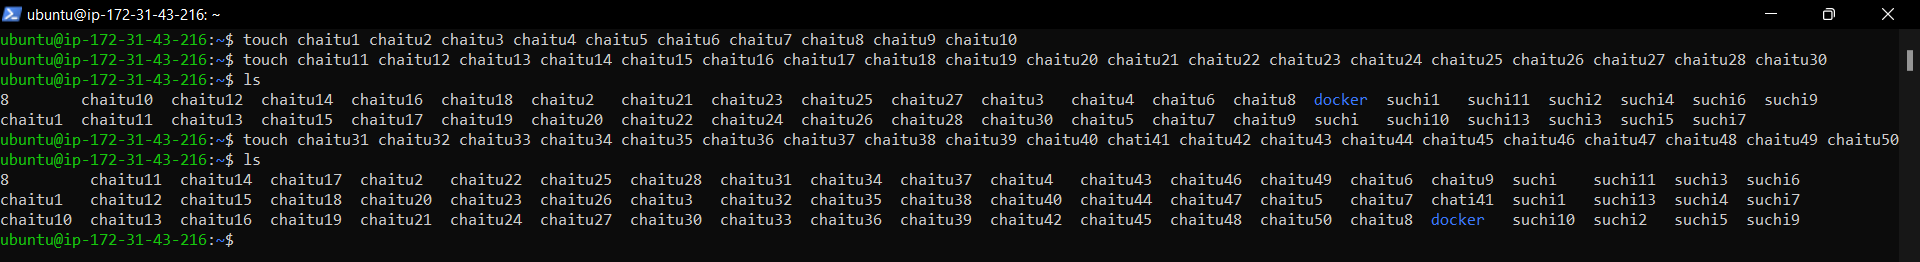 ubuntu@ip-172-31-43-216: ~
ubuntu@ip-172-31-43-216:~$ touch chaitu1 chaitu2 chaitu3 chaitu4 chaitu5 chaitu6 chaitu7 chaitu8 chaitu9 chaitu10
ubuntu@ip-172-31-43-216:~$ touch chaitu11 chaitu12 chaitu13 chaitu14 chaitu15 chaitu16 chaitu17 chaitu18 chaitu19 chaitu20 chaitu21 chaitu22 chaitu23 chaitu24 chaitu25 chaitu26 chaitu27 chaitu28 chaitu30
ubuntu@ip-172-31-43-216:~$ ls
8 chaitu10 chaitu12 chaitu14 chaitu16 chaitu18 chaitu2 chaitu21 chaitu23 chaitu25 chaitu27 chaitu3 chaitu4 chaitu6 chaitu8 docker suchi1 suchi11 suchi2 suchi4 suchi6 suchi9
chaitu1 chaitu11 chaitu13 chaitu15 chaitu17 chaitu19 chaitu20 chaitu22 chaitu24 chaitu26 chaitu28 chaitu30 chaitu5 chaitu7 chaitu9 suchi suchi10 suchi13 suchi3 suchi5 suchi7
ubuntu@ip-172-31-43-216:~$ touch chaitu31 chaitu32 chaitu33 chaitu34 chaitu35 chaitu36 chaitu37 chaitu38 chaitu39 chaitu40 chati41 chaitu42 chaitu43 chaitu44 chaitu45 chaitu46 chaitu47 chaitu48 chaitu49 chaitu50
ubuntu@ip-172-31-43-216:~$ ls
8 chaitu11 chaitu14 chaitu17 chaitu2 chaitu22 chaitu25 chaitu28 chaitu31 chaitu34 chaitu37 chaitu4 chaitu43 chaitu46 chaitu49 chaitu6 chaitu9 suchi suchi11 suchi3 suchi6
chaitu1 chaitu12 chaitu15 chaitu18 chaitu20 chaitu23 chaitu26 chaitu3 chaitu32 chaitu35 chaitu38 chaitu40 chaitu44 chaitu47 chaitu5 chaitu7 chati41 suchi1 suchi13 suchi4 suchi7
chaitu10 chaitu13 chaitu16 chaitu19 chaitu21 chaitu24 chaitu27 chaitu30 chaitu33 chaitu36 chaitu39 chaitu42 chaitu45 chaitu48 chaitu50 chaitu8 docker suchi10 suchi2 suchi5 suchi9
ubuntu@ip-172-31-43-216:~$